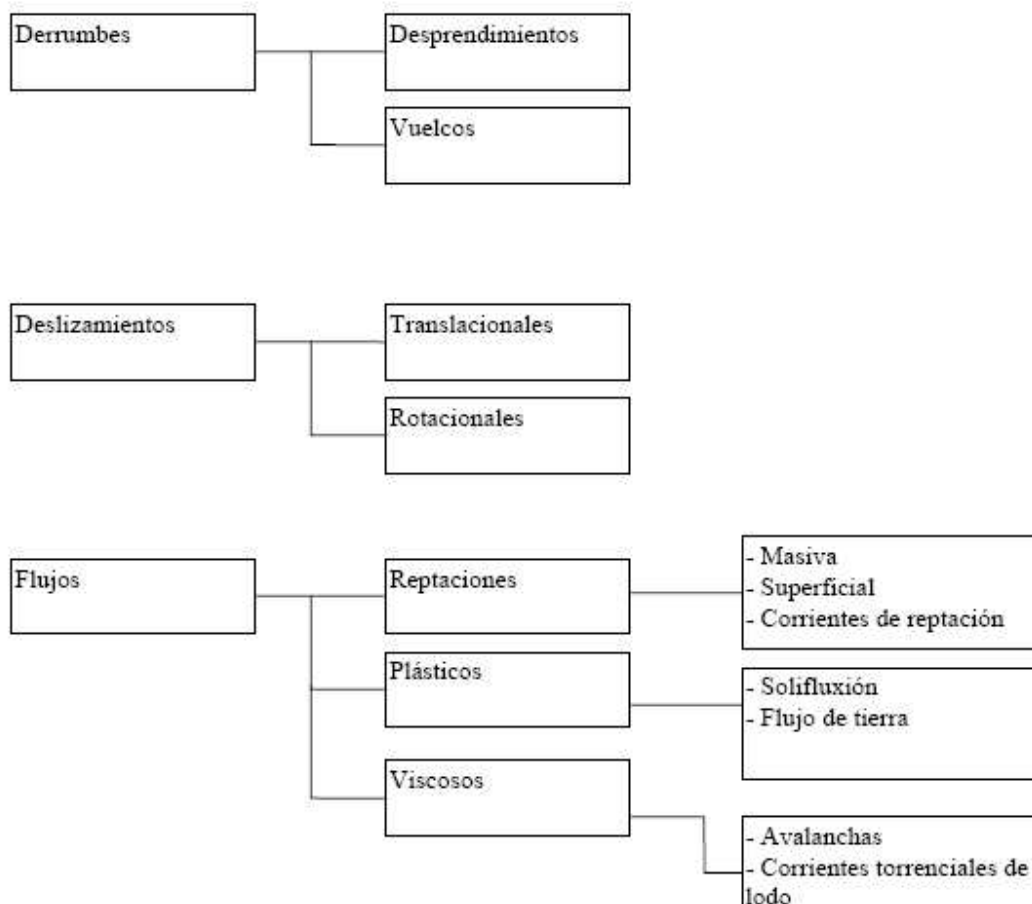 Derrumbes
Desprendimientos
Vuelcos
Deslizamientos
Translacionales
Rotacionales
Flujos
Reptaciones
- Masiva
- Superficial
- Corrientes de reptación
Plásticos
- Solifluxión
- Flujo de tierra
Viscosos
- Avalanchas
- Corrientes torrenciales de
lodo